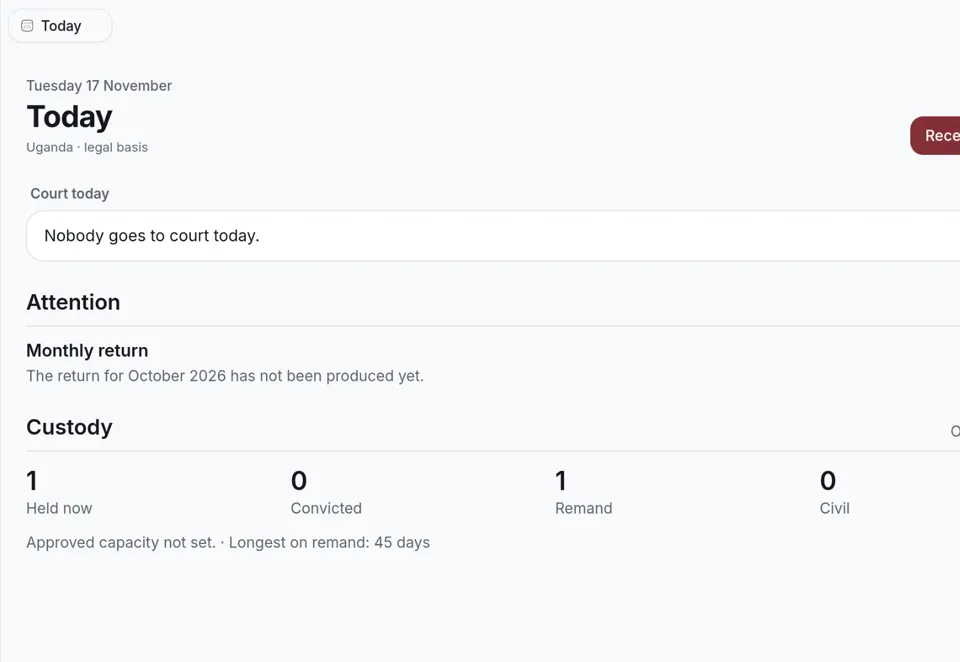 Today
Tuesday 17 November
Today
Uganda · legal basis
Rece
Court today
Nobody goes to court today.
Attention
Monthly return
The return for October 2026 has not been produced yet.
Custody
O
1
0
1
0
Held now
Convicted
Remand
Civil
Approved capacity not set. · Longest on remand: 45 days